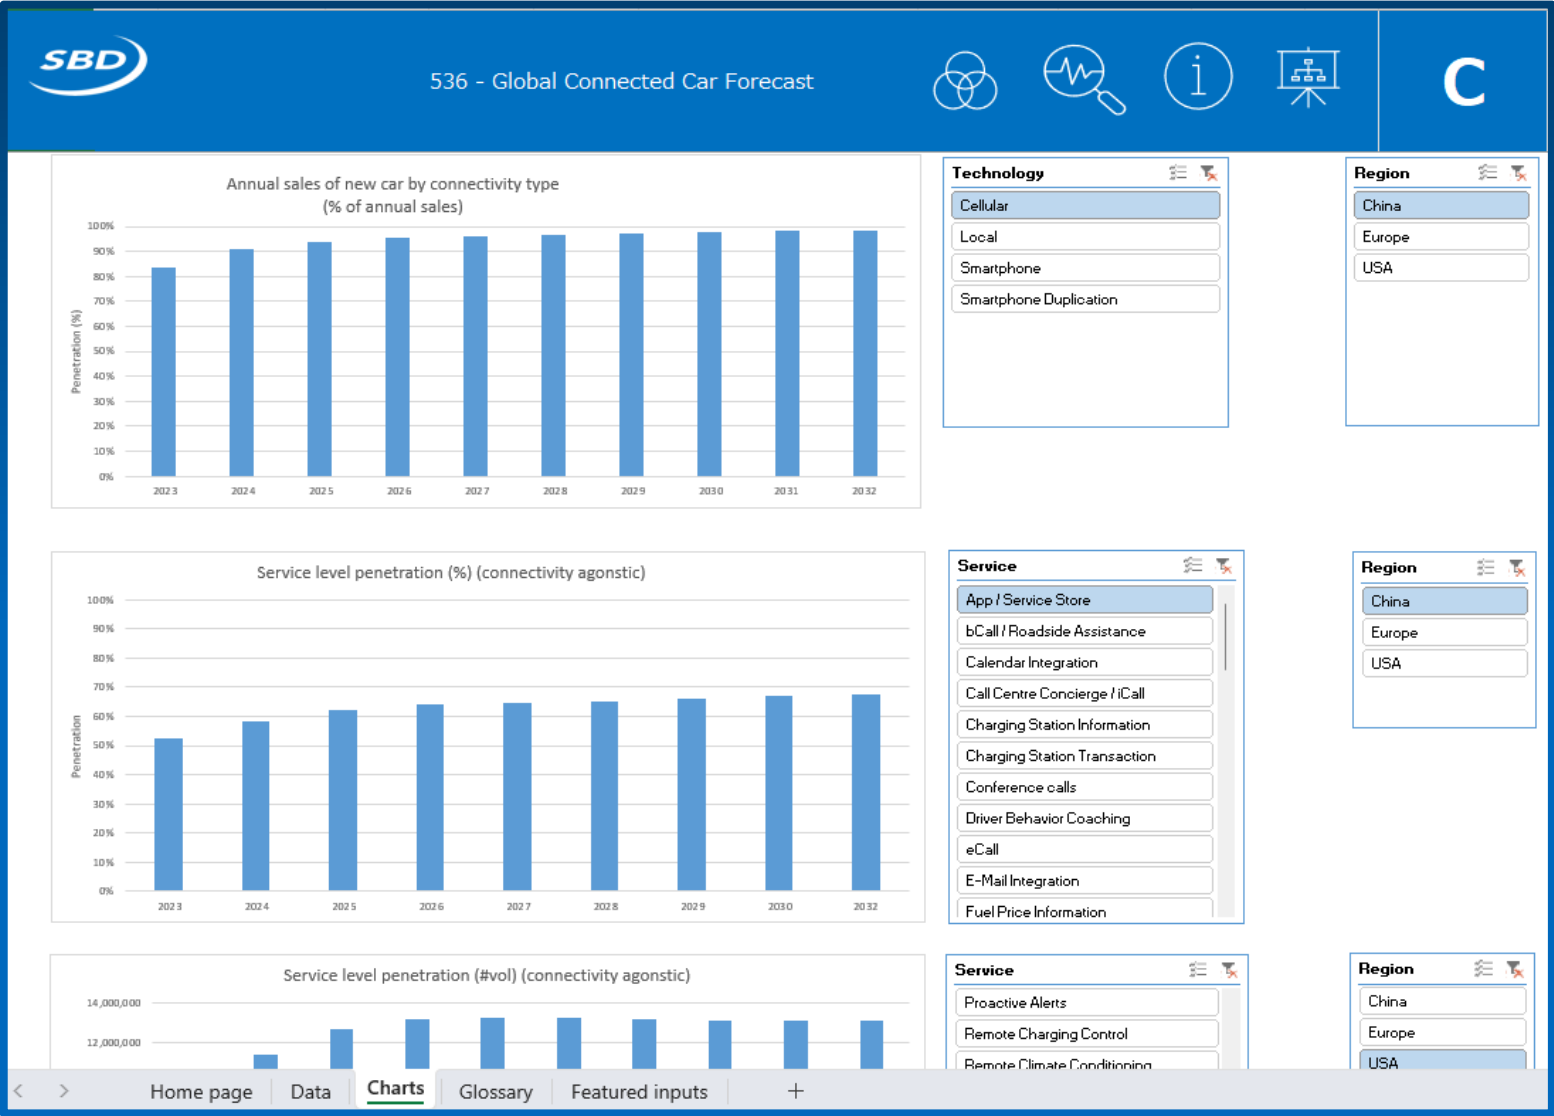 SBD
536 - Global Connected Car Forecast
i
C
Annual sales of new car by connectivity type
(% of annual sales)
Penetration (%)
100%
90%
80%
70%
60%
50%
40%
30%
20%
10%
0%
2023 2024 2025 2026 2027 2028 2029 2030 2031 2032
Technology
Cellular
Local
Smartphone
Smartphone Duplication
Region
China
Europe
USA
Service level penetration (%) (connectivity agonstic)
Penetration
100%
90%
80%
70%
60%
50%
40%
30%
20%
10%
0%
2023 2024 2025 2026 2027 2028 2029 2030 2032
Service
App / Service Store
bCall / Roadside Assistance
Calendar Integration
Call Centre Concierge / iCall
Charging Station Information
Charging Station Transaction
Conference calls
Driver Behavior Coaching
eCall
E-Mail Integration
Fuel Price Information
Region
China
Europe
USA
Service level penetration (#vol) (connectivity agonstic)
14,000,000
12,000,000
Service
Proactive Alerts
Remote Charging Control
Remote Climate Conditioning
Region
China
Europe
USA
Home page Data Charts Glossary Featured inputs +